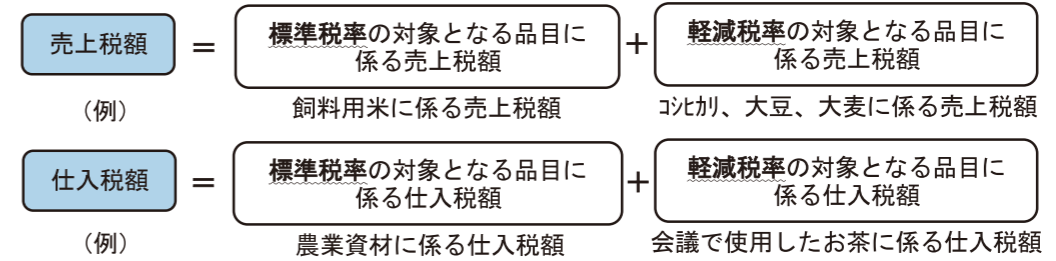 売上税額 = 標準税率の対象となる品目に係る売上税額 + 軽減税率の対象となる品目に係る売上税額
(例) 飼料用米に係る売上税額 コシヒカリ、大豆、大麦に係る売上税額
仕入税額 = 標準税率の対象となる品目に係る仕入税額 + 軽減税率の対象となる品目に係る仕入税額
(例) 農業資材に係る仕入税額 会議で使用したお茶に係る仕入税額